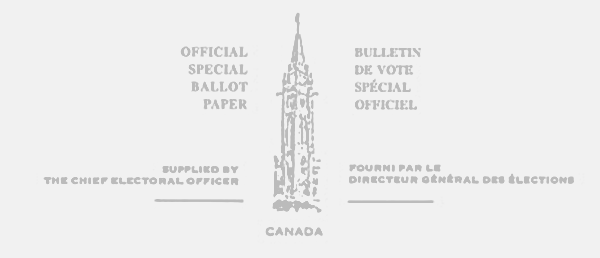 OFFICIAL
SPECIAL
BALLOT
PAPER
BULLETIN
DE VOTE
SPÉCIAL
OFFICIEL
SUPPLIED BY
THE CHIEF ELECTORAL OFFICER
FOURNI PAR LE
DIRECTEUR GÉNÉRAL DES ÉLECTIONS
CANADA